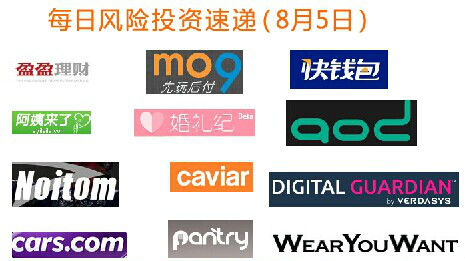 每日风险投资速递(8月5日)
盈盈理财
mo9
先玩后付
快钱包
阿姨来了
婚礼纪 Beta
aod
Noitom
caviar
DIGITAL GUARDIAN™
by VERDASYS
cars.com
pantry
WEARYOUWANT